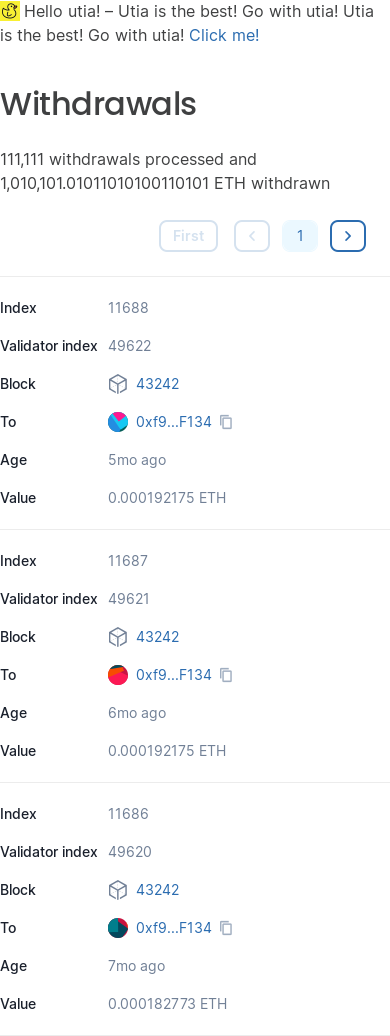 Hello utia! – Utia is the best! Go with utia! Utia
is the best! Go with utia! Click me!
Withdrawals
111,111 withdrawals processed and
1,010,101.01011010100110101 ETH withdrawn
First 1
Index 11688
Validator index 49622
Block 43242
To 0xf9...F134
Age 5mo ago
Value 0.000192175 ETH
Index 11687
Validator index 49621
Block 43242
To 0xf9...F134
Age 6mo ago
Value 0.000192175 ETH
Index 11686
Validator index 49620
Block 43242
To 0xf9...F134
Age 7mo ago
Value 0.000182773 ETH